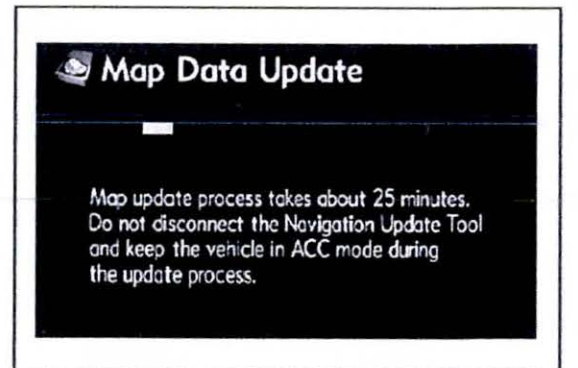 Map Data Update
Map update process takes about 25 minutes.
Do not disconnect the Navigation Update Tool
and keep the vehicle in ACC mode during
the update process.